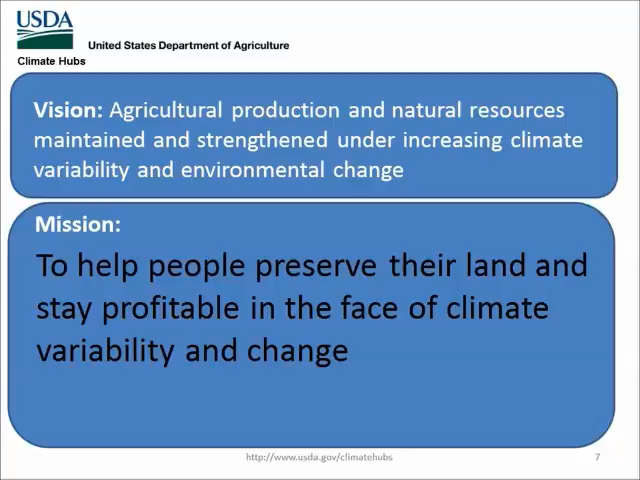 USDA
United States Department of Agriculture
Climate Hubs
Vision: Agricultural production and natural resources
maintained and strengthened under increasing climate
variability and environmental change
Mission:
To help people preserve their land and
stay profitable in the face of climate
variability and change
http://www.usda.gov/climatehubs
7